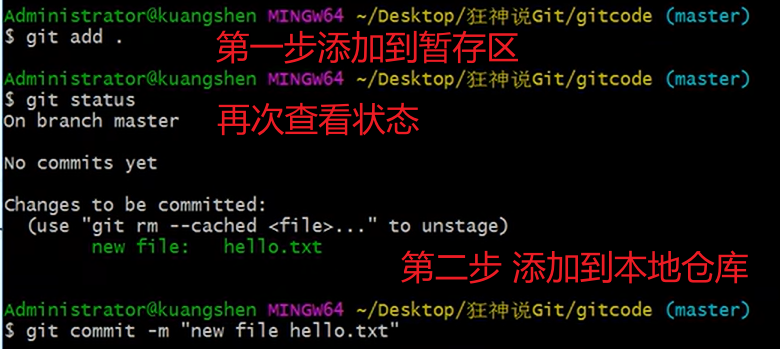 Administrator@kuangshen MINGW64 ~/Desktop/狂神说Git/gitcode (master)
$ git add .
第一步添加到暂存区
Administrator@kuangshen MINGW64 ~/Desktop/狂神说Git/gitcode (master)
$ git status
再次查看状态
On branch master
No commits yet
Changes to be committed:
(use "git rm --cached <file>..." to unstage)
new file: hello.txt
第二步 添加到本地仓库
Administrator@kuangshen MINGW64 ~/Desktop/狂神说Git/gitcode (master)
$ git commit -m "new file hello.txt"